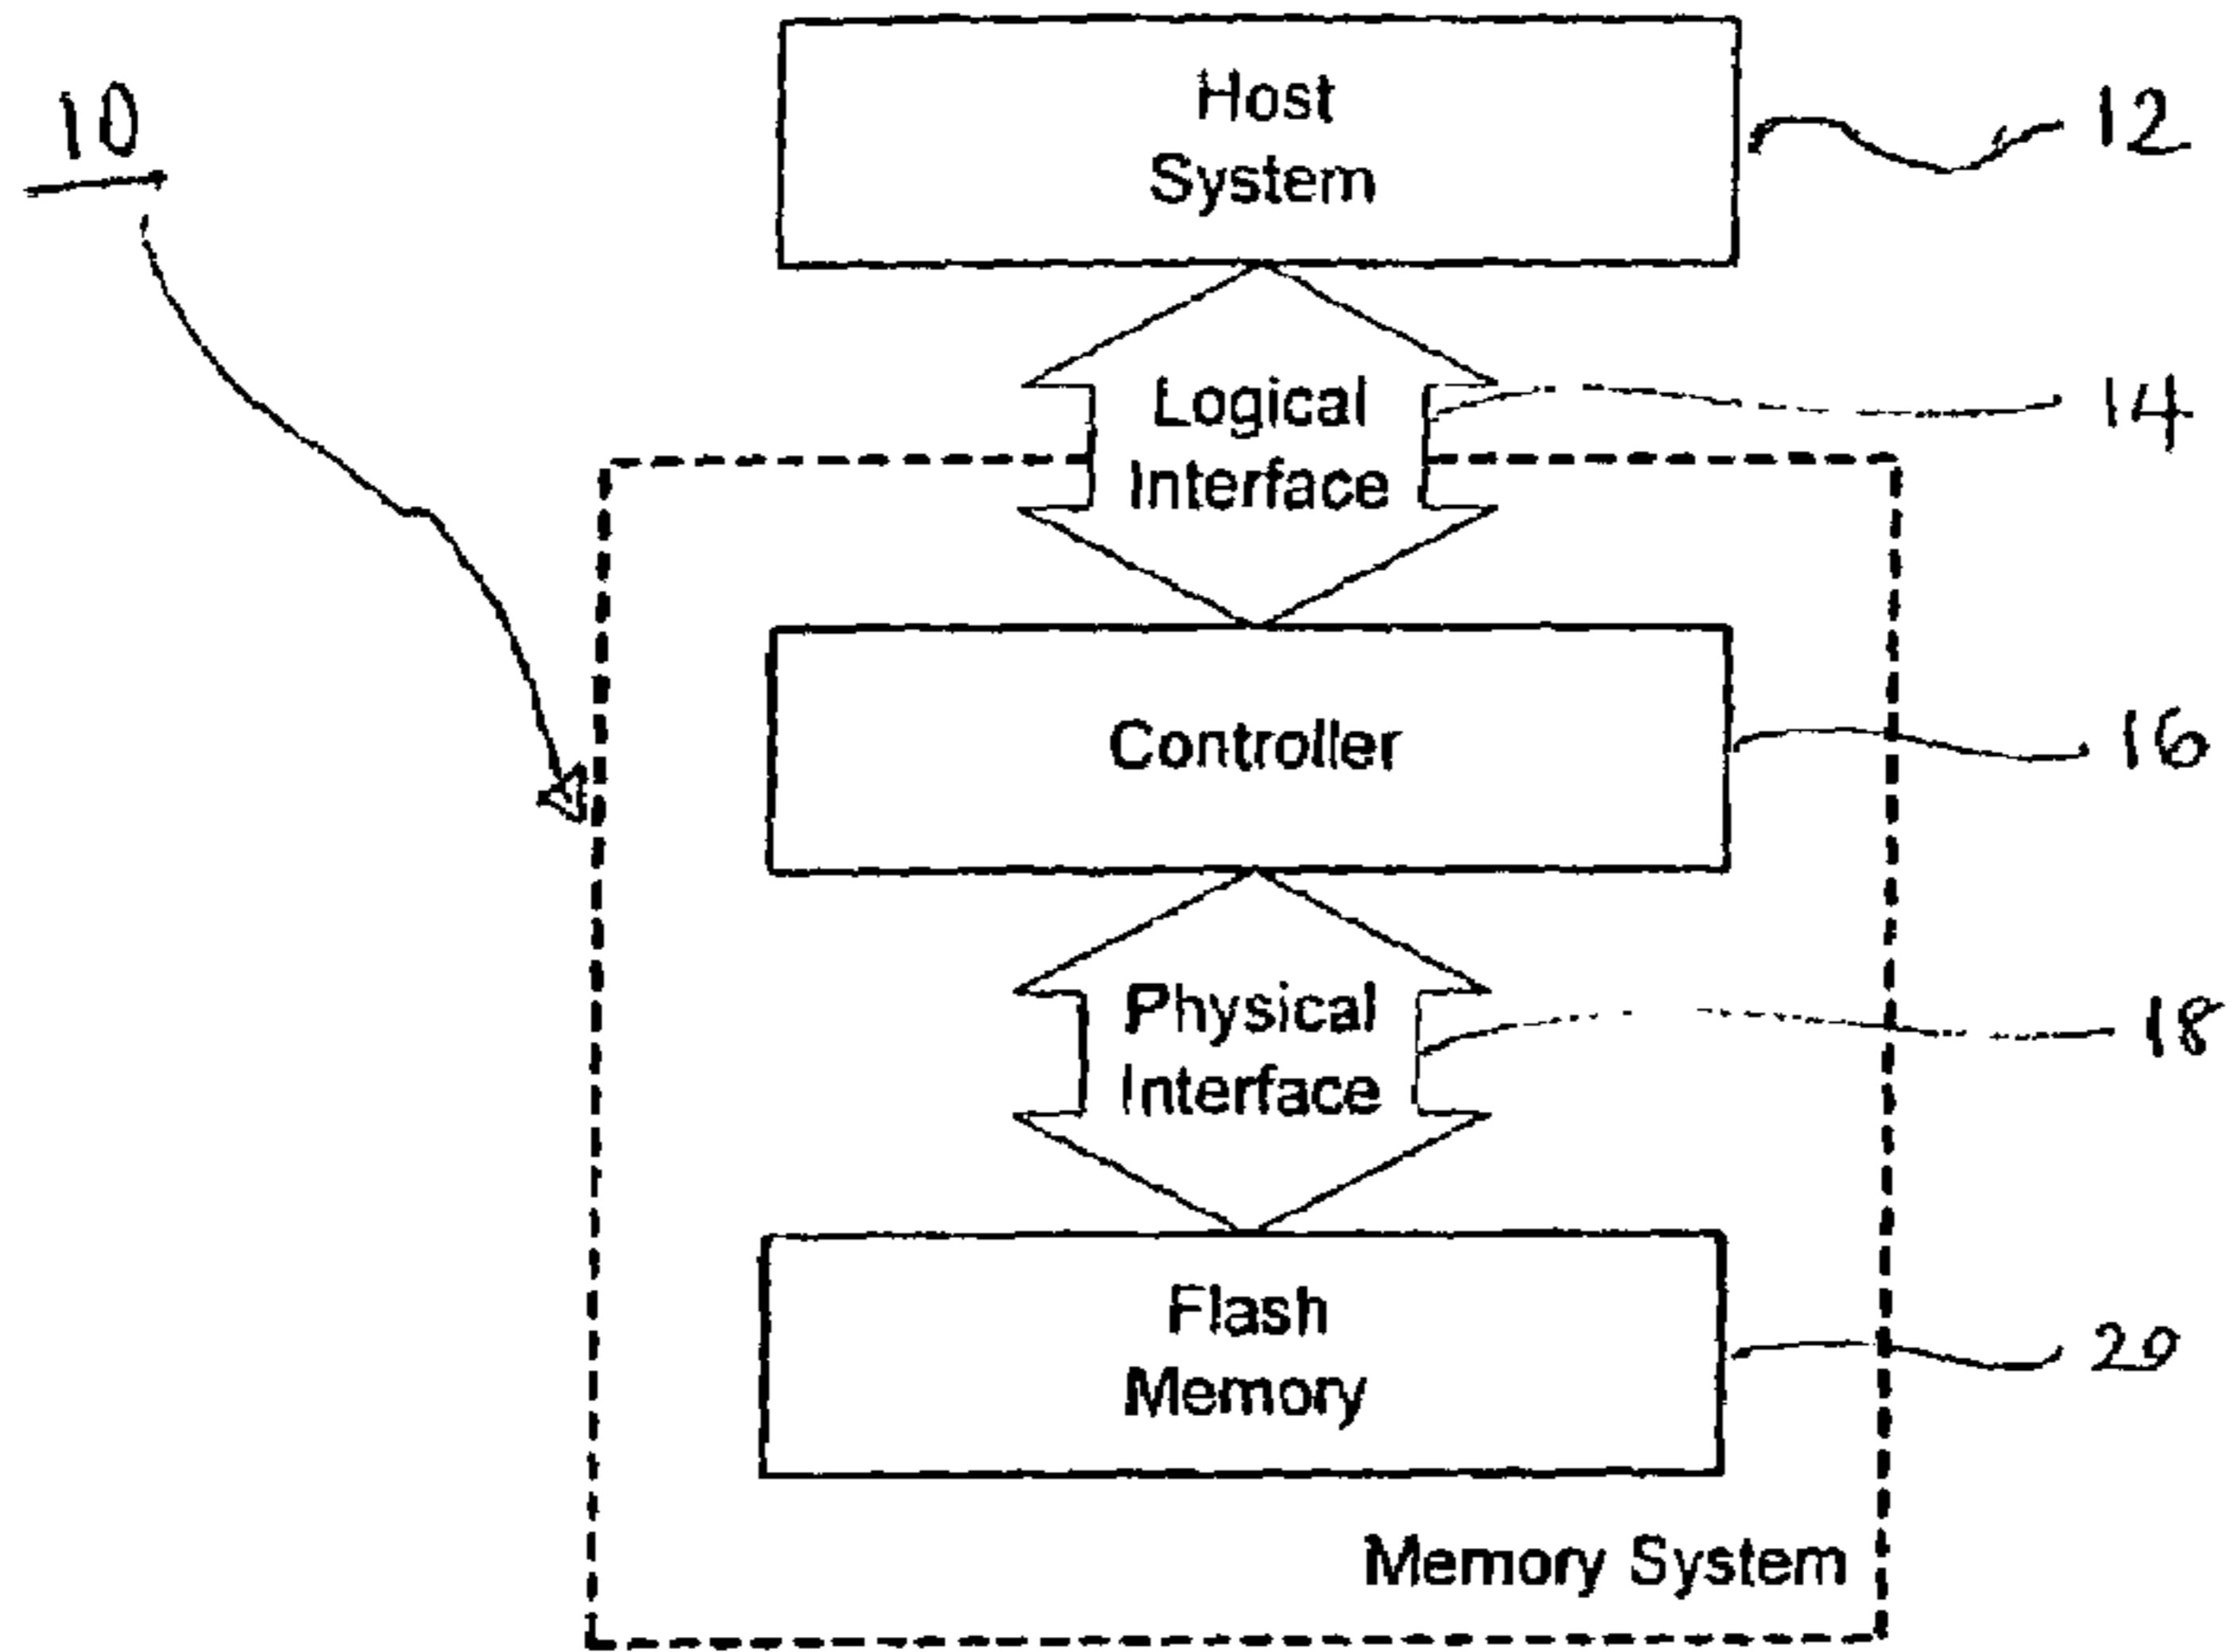 10
Host
System
12
Logical
Interface
14
Controller
16
Physical
Interface
18
Flash
Memory
20
Memory System